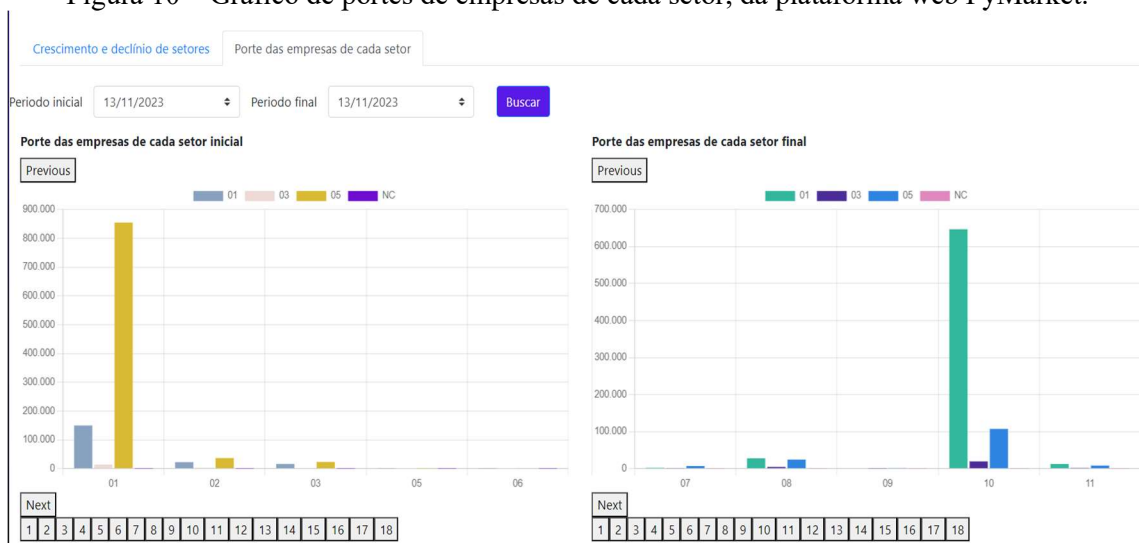 Figura 10 – Gráfico de portes de empresas de cada setor, da plataforma web PyMarket.
Crescimento e declínio de setores Porte das empresas de cada setor
Periodo inicial 13/11/2023 Periodo final 13/11/2023 Buscar
Porte das empresas de cada setor inicial
Previous
01 03 05 NC
900.000
800.000
700.000
600.000
500.000
400.000
300.000
200.000
100.000
0
01 02 03 05 06
Next
1 2 3 4 5 6 7 8 9 10 11 12 13 14 15 16 17 18
Porte das empresas de cada setor final
Previous
01 03 05 NC
700.000
600.000
500.000
400.000
300.000
200.000
100.000
0
07 08 09 10 11
Next
1 2 3 4 5 6 7 8 9 10 11 12 13 14 15 16 17 18